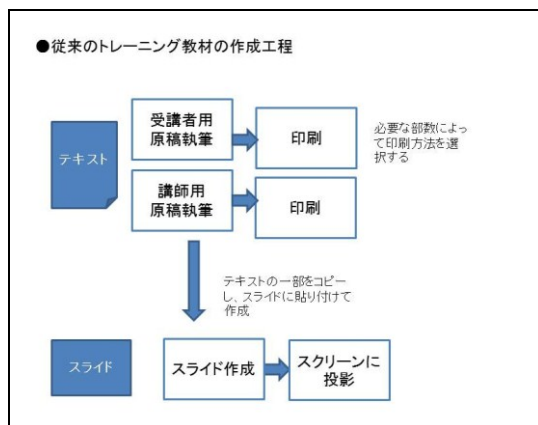 ●従来のトレーニング教材の作成工程
テキスト
受講者用
原稿執筆
印刷
必要な部数によっ
て印刷方法を選
択する
講師用
原稿執筆
印刷
テキストの一部をコピー
し、スライドに貼り付けて
作成
スライド
スライド作成
スクリーンに
投影